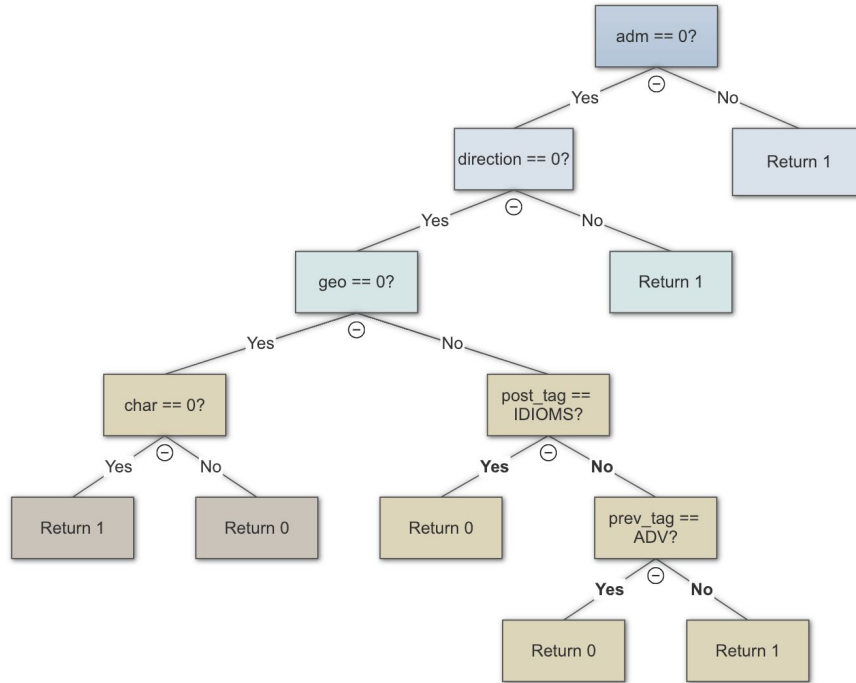 adm == 0?
Yes
No
direction == 0?
Return 1
Yes
No
geo == 0?
Return 1
Yes
No
char == 0?
post_tag ==
IDIOMS?
Yes
No
Yes
No
Return 1
Return 0
Return 0
prev_tag ==
ADV?
Yes
No
Return 0
Return 1